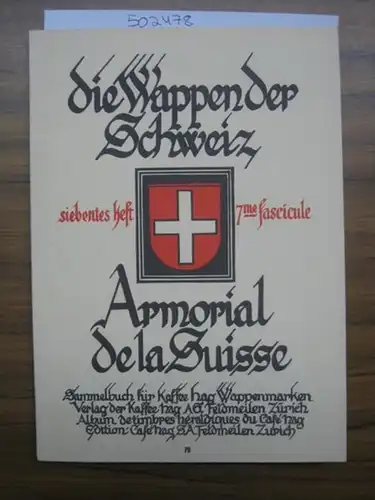 502478
die Wappen der
Schweiz
siebentes heft 7me fascicule
Armorial
de la Suisse
Sammelbuch für Kaffee hag Wappenmarken
Verlag der Kaffee hag A.G. Feldmeilen Zürich
Album de timbres héraldiques du Café hag
Edition: Café hag S.A. Feldmeilen Zürich